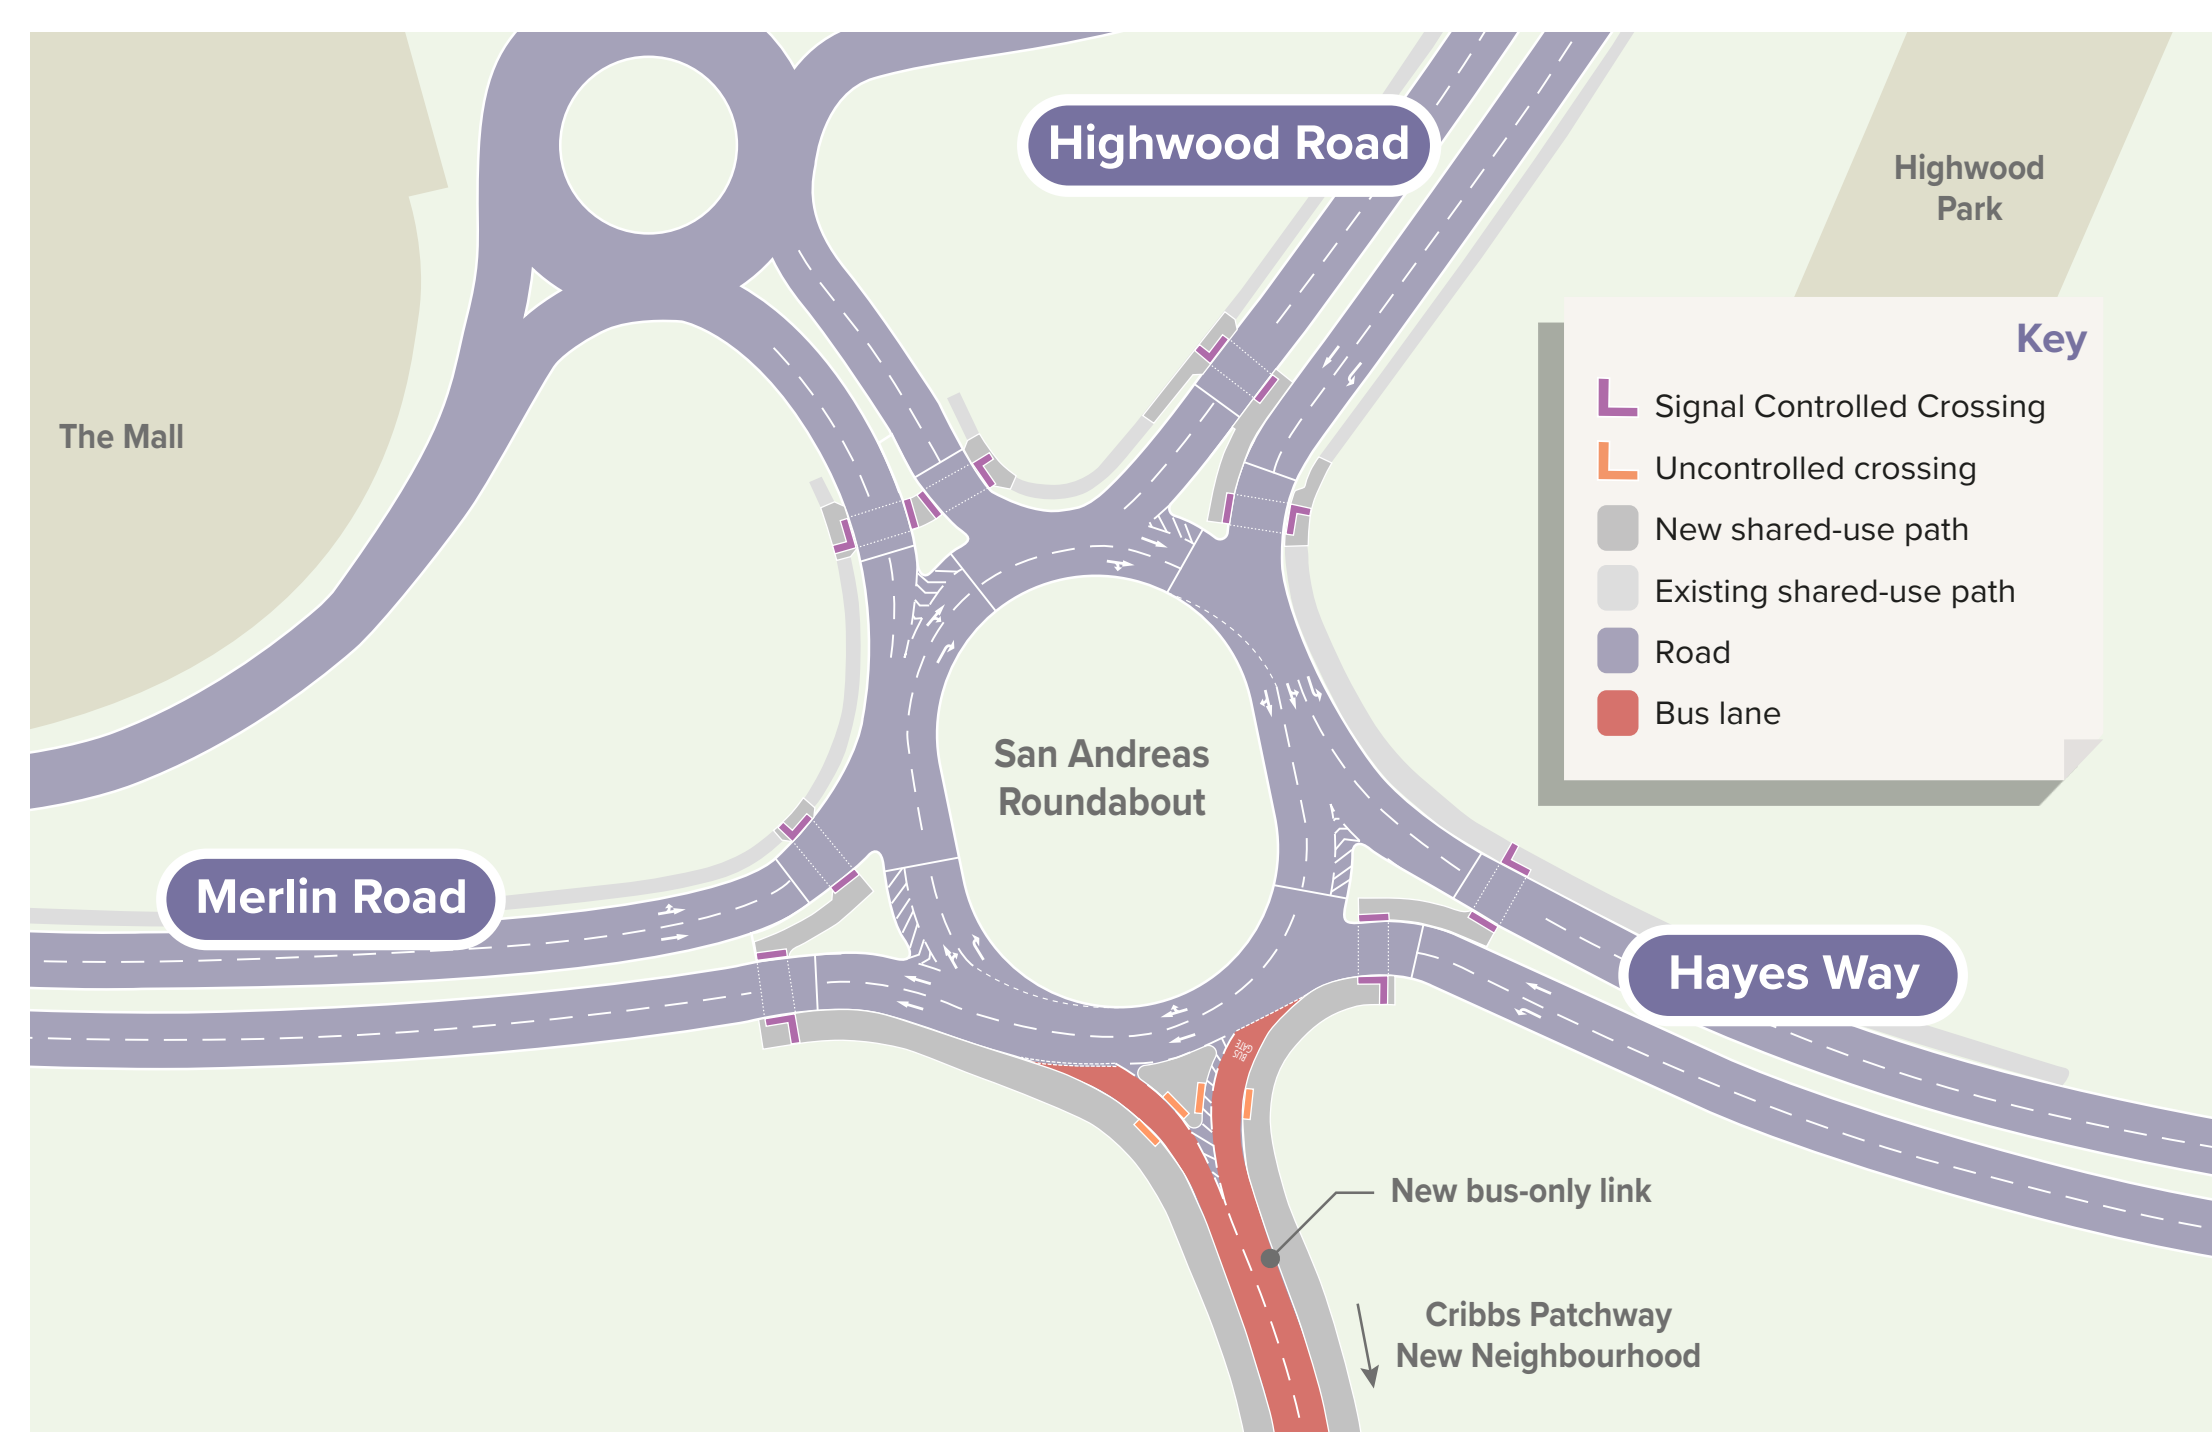 Highwood Road
Highwood
Park
Key
Signal Controlled Crossing
Uncontrolled crossing
New shared-use path
Existing shared-use path
Road
Bus lane
The Mall
San Andreas
Roundabout
Merlin Road
Hayes Way
BUS
GATE
New bus-only link
Cribbs Patchway
New Neighbourhood